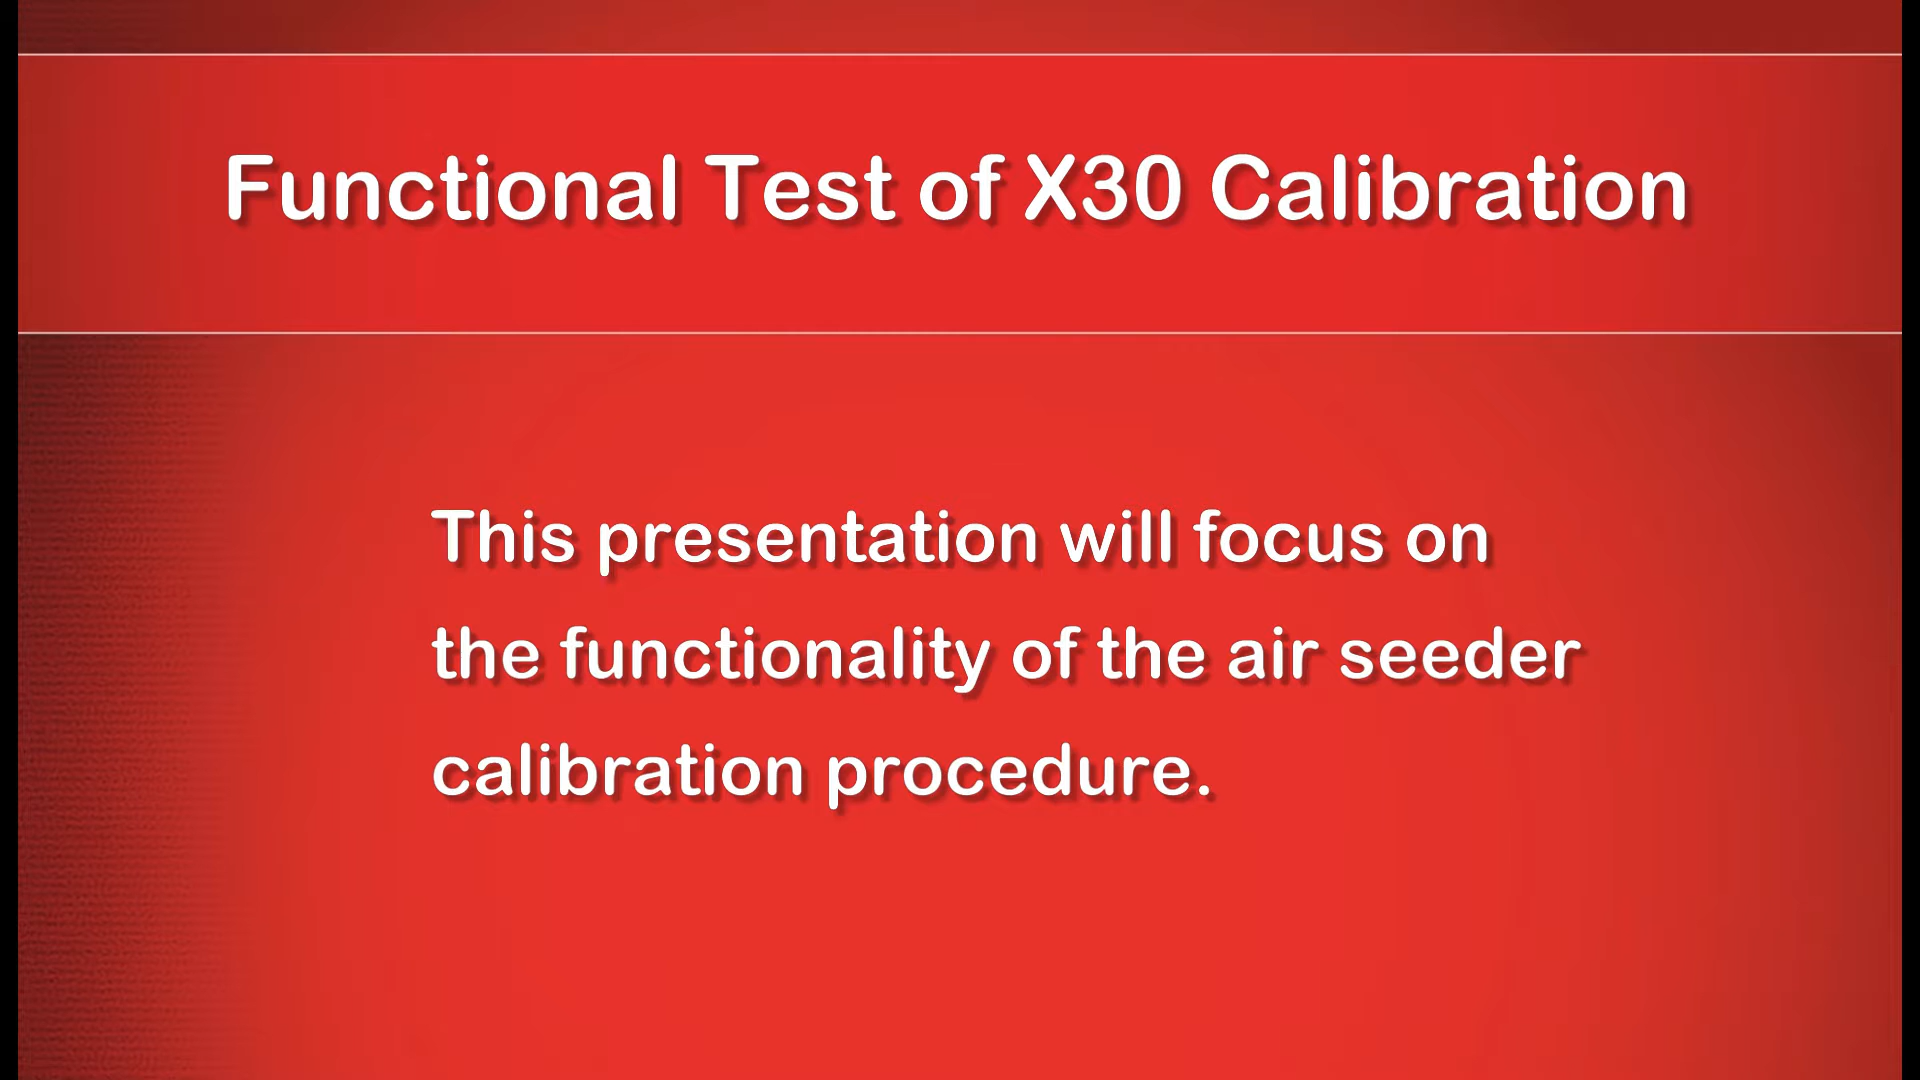 Functional Test of X30 Calibration
This presentation will focus on
the functionality of the air seeder
calibration procedure.